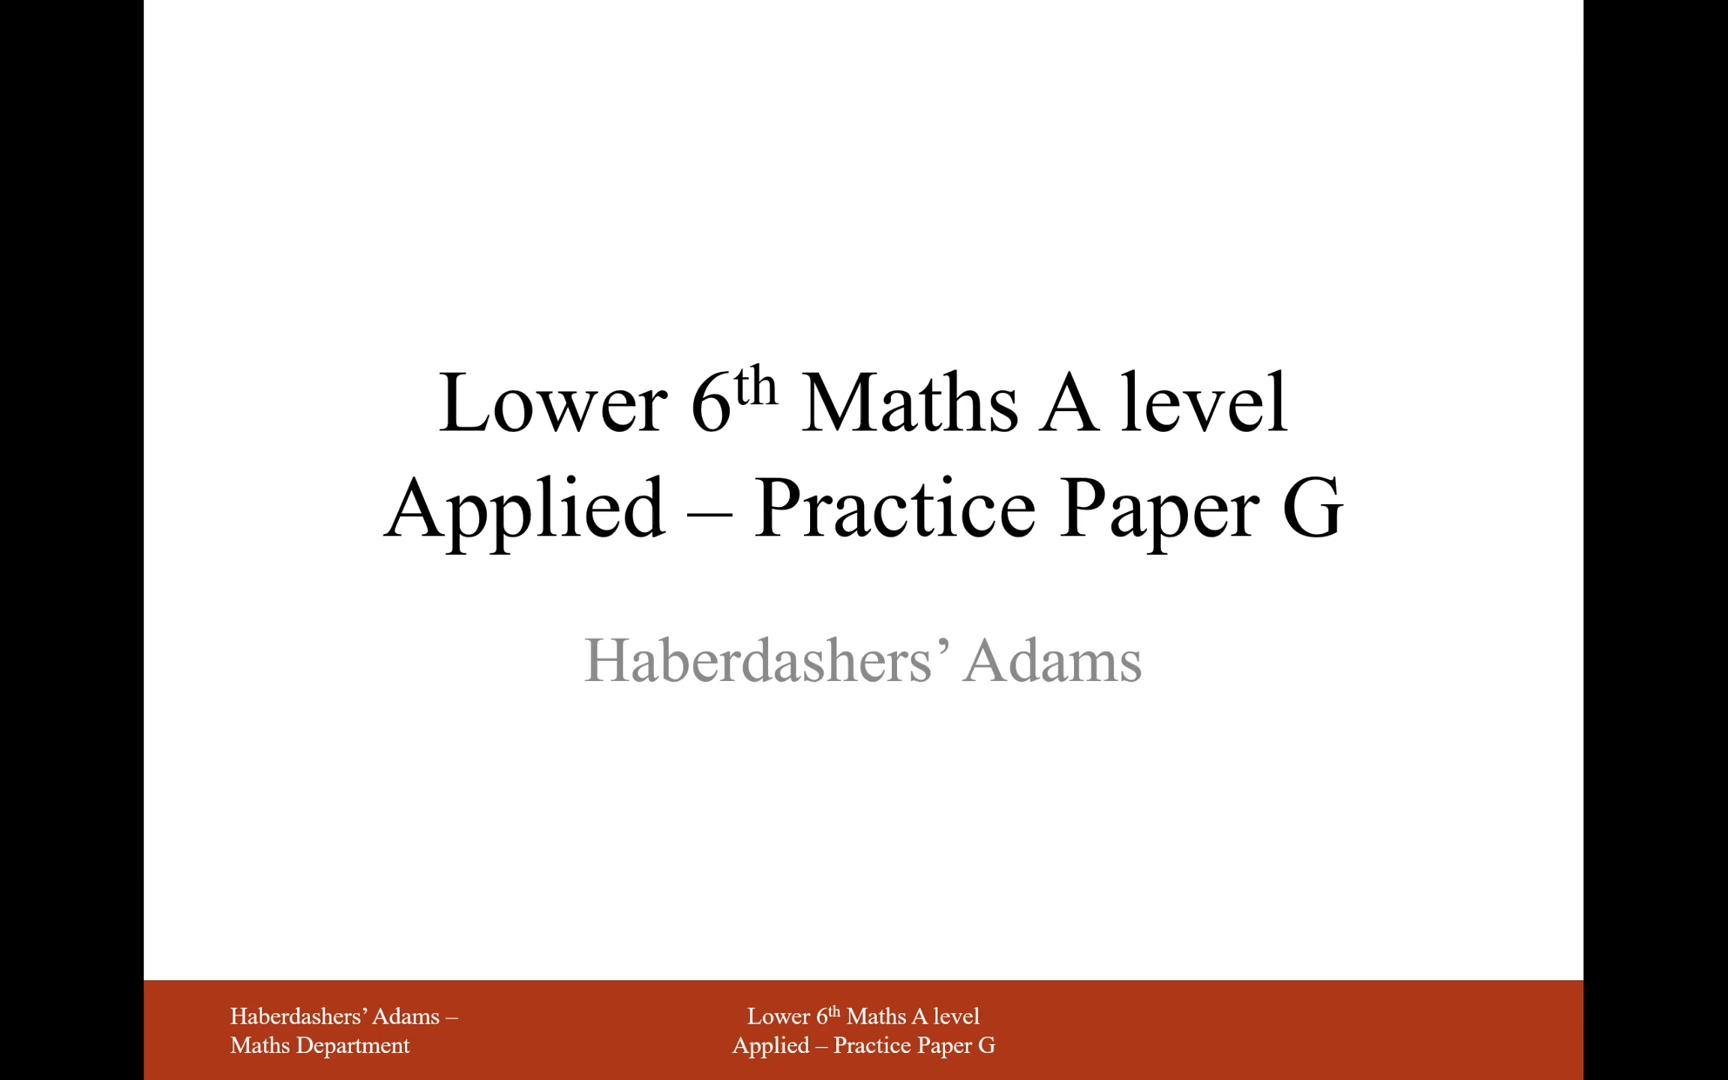 Lower 6th Maths A level
Applied – Practice Paper G
Haberdashers’ Adams
Haberdashers’ Adams –
Maths Department
Lower 6th Maths A level
Applied – Practice Paper G